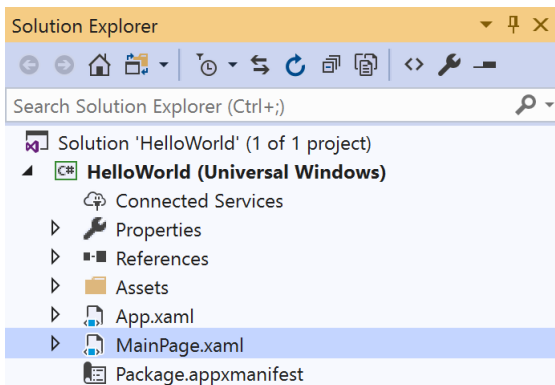 Solution Explorer
Search Solution Explorer (Ctrl+;)
Solution 'HelloWorld' (1 of 1 project)
C# HelloWorld (Universal Windows)
Connected Services
Properties
References
Assets
App.xaml
MainPage.xaml
Package.appxmanifest